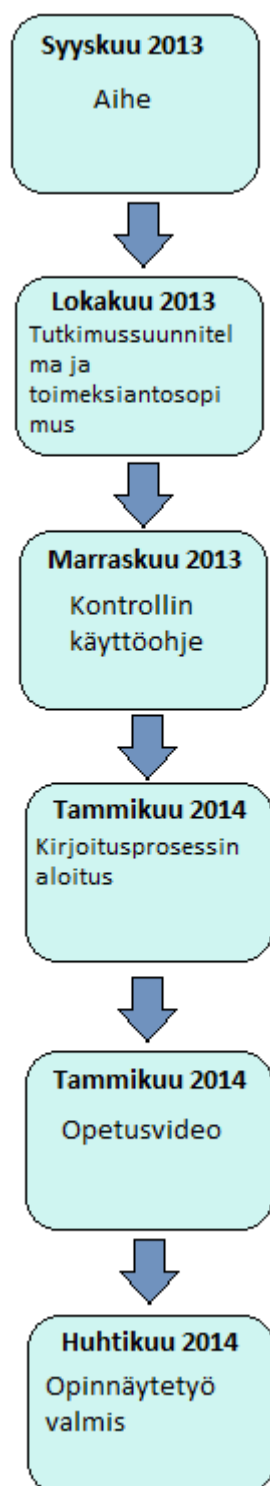 Syyskuu 2013
Aihe
Lokakuu 2013
Tutkimussuunnitel
ma ja
toimeksiantosopi
mus
Marraskuu 2013
Kontrollin
käyttöohje
Tammikuu 2014
Kirjoitusprosessin
aloitus
Tammikuu 2014
Opetusvideo
Huhtikuu 2014
Opinnäytetyö
valmis